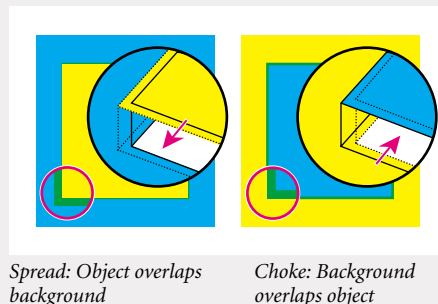 Spread: Object overlaps
background
Choke: Background
overlaps object